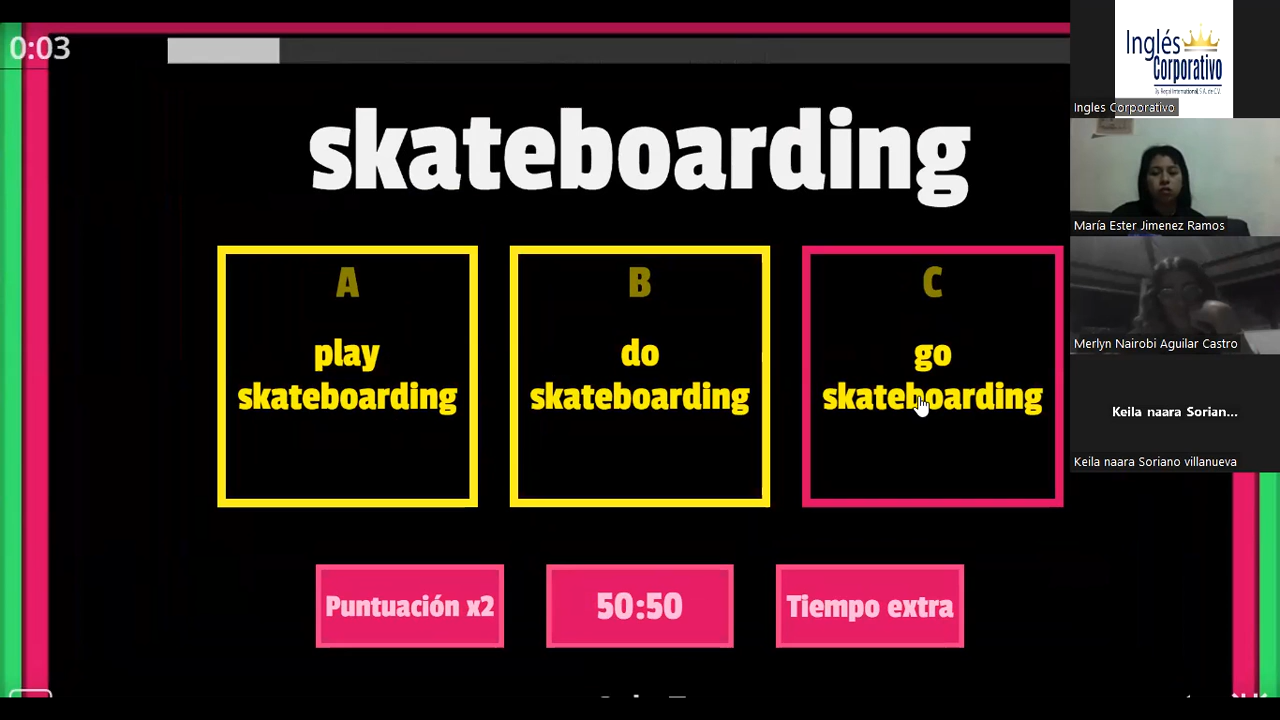 0:03
skateboarding
A
play
skateboarding
B
do
skateboarding
C
go
skateboarding
Puntuación x2
50:50
Tiempo extra
Inglés
Corporativo
Ingles Corporativo
María Ester Jimenez Ramos
Merlyn Nairobi Aguilar Castro
Keila naara Sorian...
Keila naara Soriano villanueva